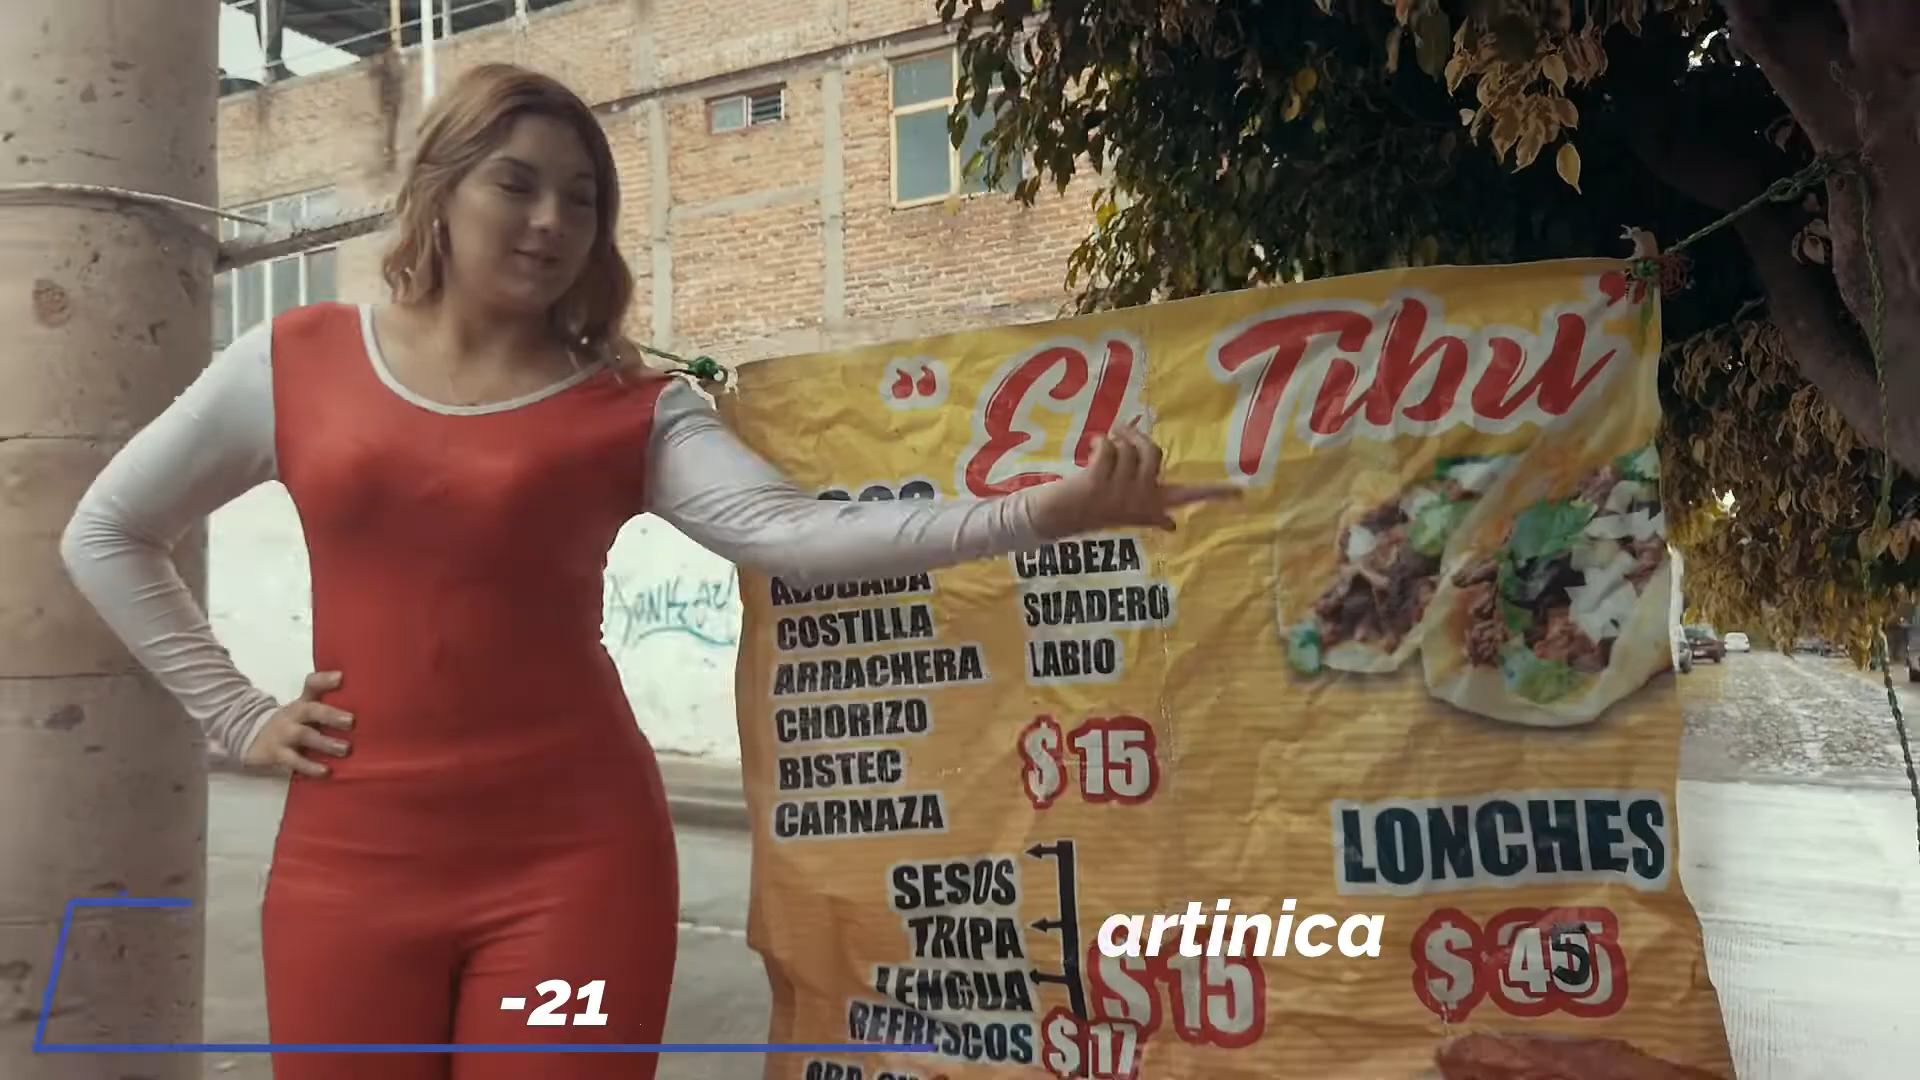 "El Tibu"
COSTILLA
ARRACHERA
CHORIZO
BISTEC
CARNAZA
CABEZA
SUADERO
LABIO
$15
SESOS
TRIPA
LENGUA
$15
REFRESCOS $17
LONCHES
$45
artinica
-21